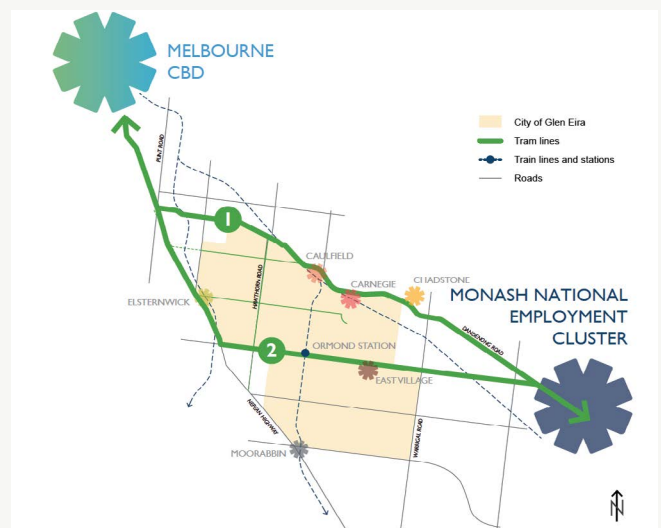 MELBOURNE
CBD
City of Glen Eira
Tram lines
Train lines and stations
Roads
PUNT ROAD
1
HAWTHORN ROAD
CAULFIELD
CARNEGIE
CHADSTONE
ELSTERNWICK
MONASH NATIONAL
EMPLOYMENT
CLUSTER
DANDENONG ROAD
2
ORMOND STATION
EAST VILLAGE
NEPEAN HIGHWAY
WARRIGAL ROAD
MOORABBIN
N